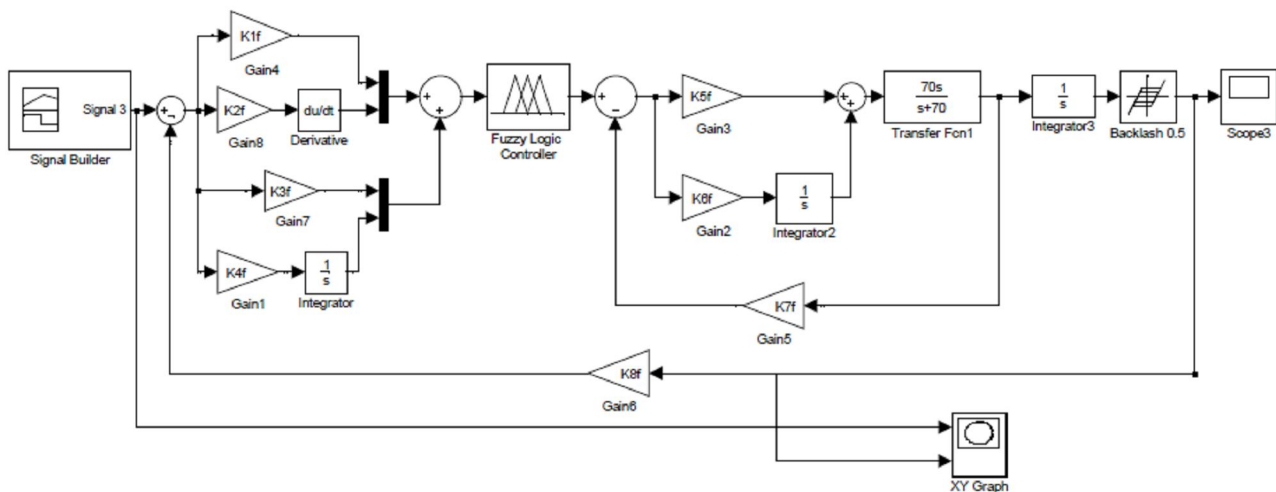 K1f
Gain4
Signal 3
Signal Builder
K2f
Gain8
du/dt
Derivative
K3f
Gain7
K4f
Gain1
1
s
Integrator
+
+
Fuzzy Logic
Controller
+
−
K5f
Gain3
K6f
Gain2
1
s
Integrator2
+
+
70s
s+70
Transfer Fcn1
1
s
Integrator3
Backlash 0.5
Scope3
K7f
Gain5
K8f
Gain6
XY Graph